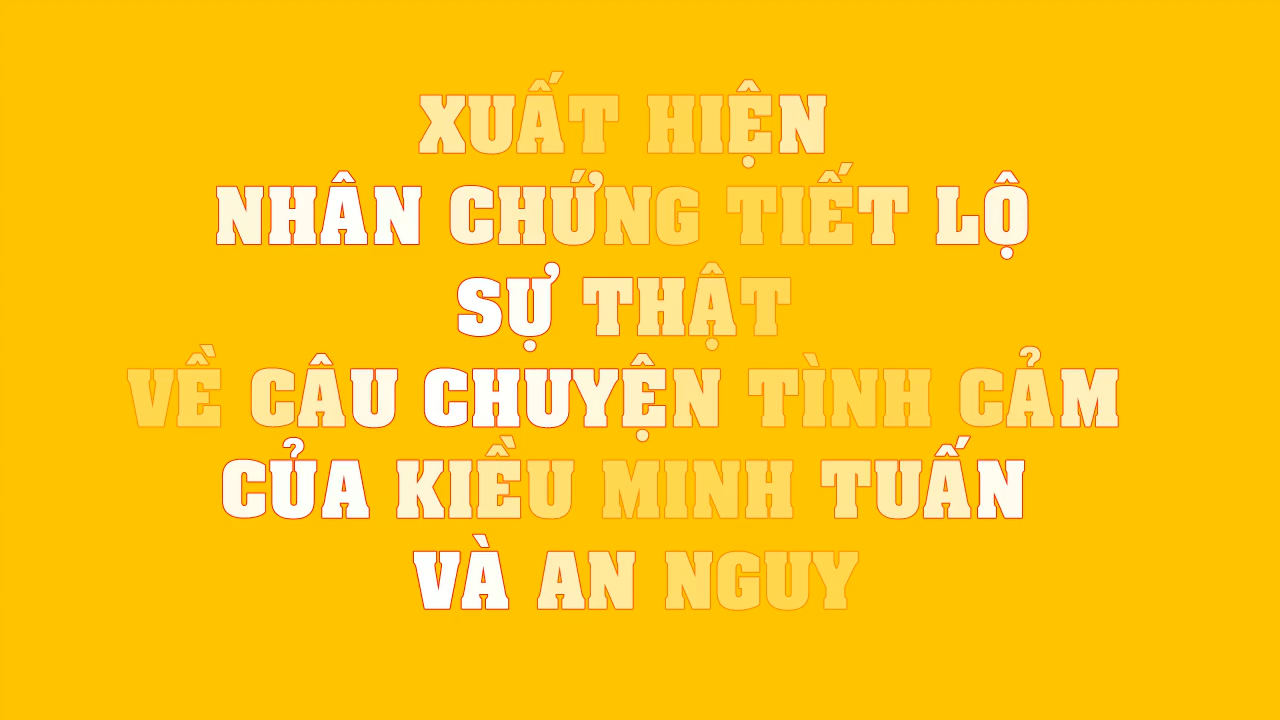 XUẤT HIỆN
NHÂN CHỨNG TIẾT LỘ
SỰ THẬT
VỀ CÂU CHUYỆN TÌNH CẢM
CỦA KIỀU MINH TUẤN
VÀ AN NGUY